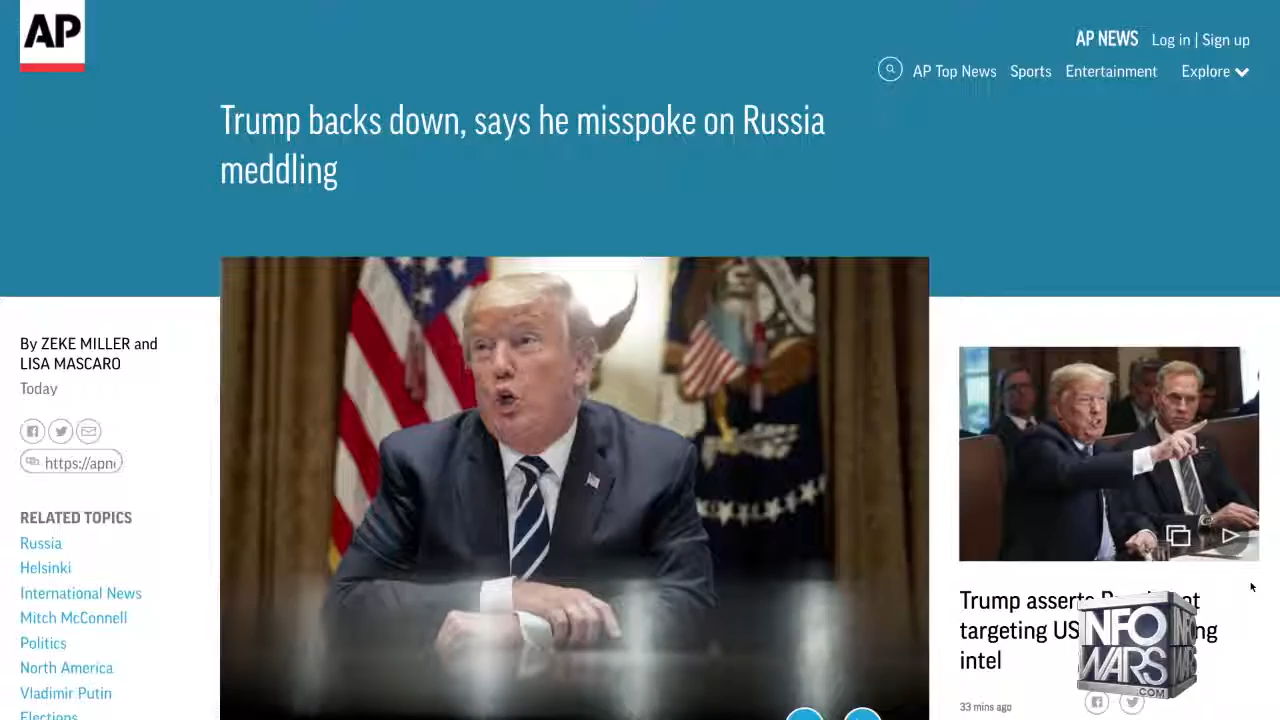 AP
AP NEWS Log in | Sign up
AP Top News Sports Entertainment Explore
Trump backs down, says he misspoke on Russia
meddling
By ZEKE MILLER and
LISA MASCARO
Today
https://apn
RELATED TOPICS
Russia
Helsinki
International News
Mitch McConnell
Politics
North America
Vladimir Putin
Elections
Trump asserts
targeting US
intel
33 mins ago
INFO
WARS
.COM